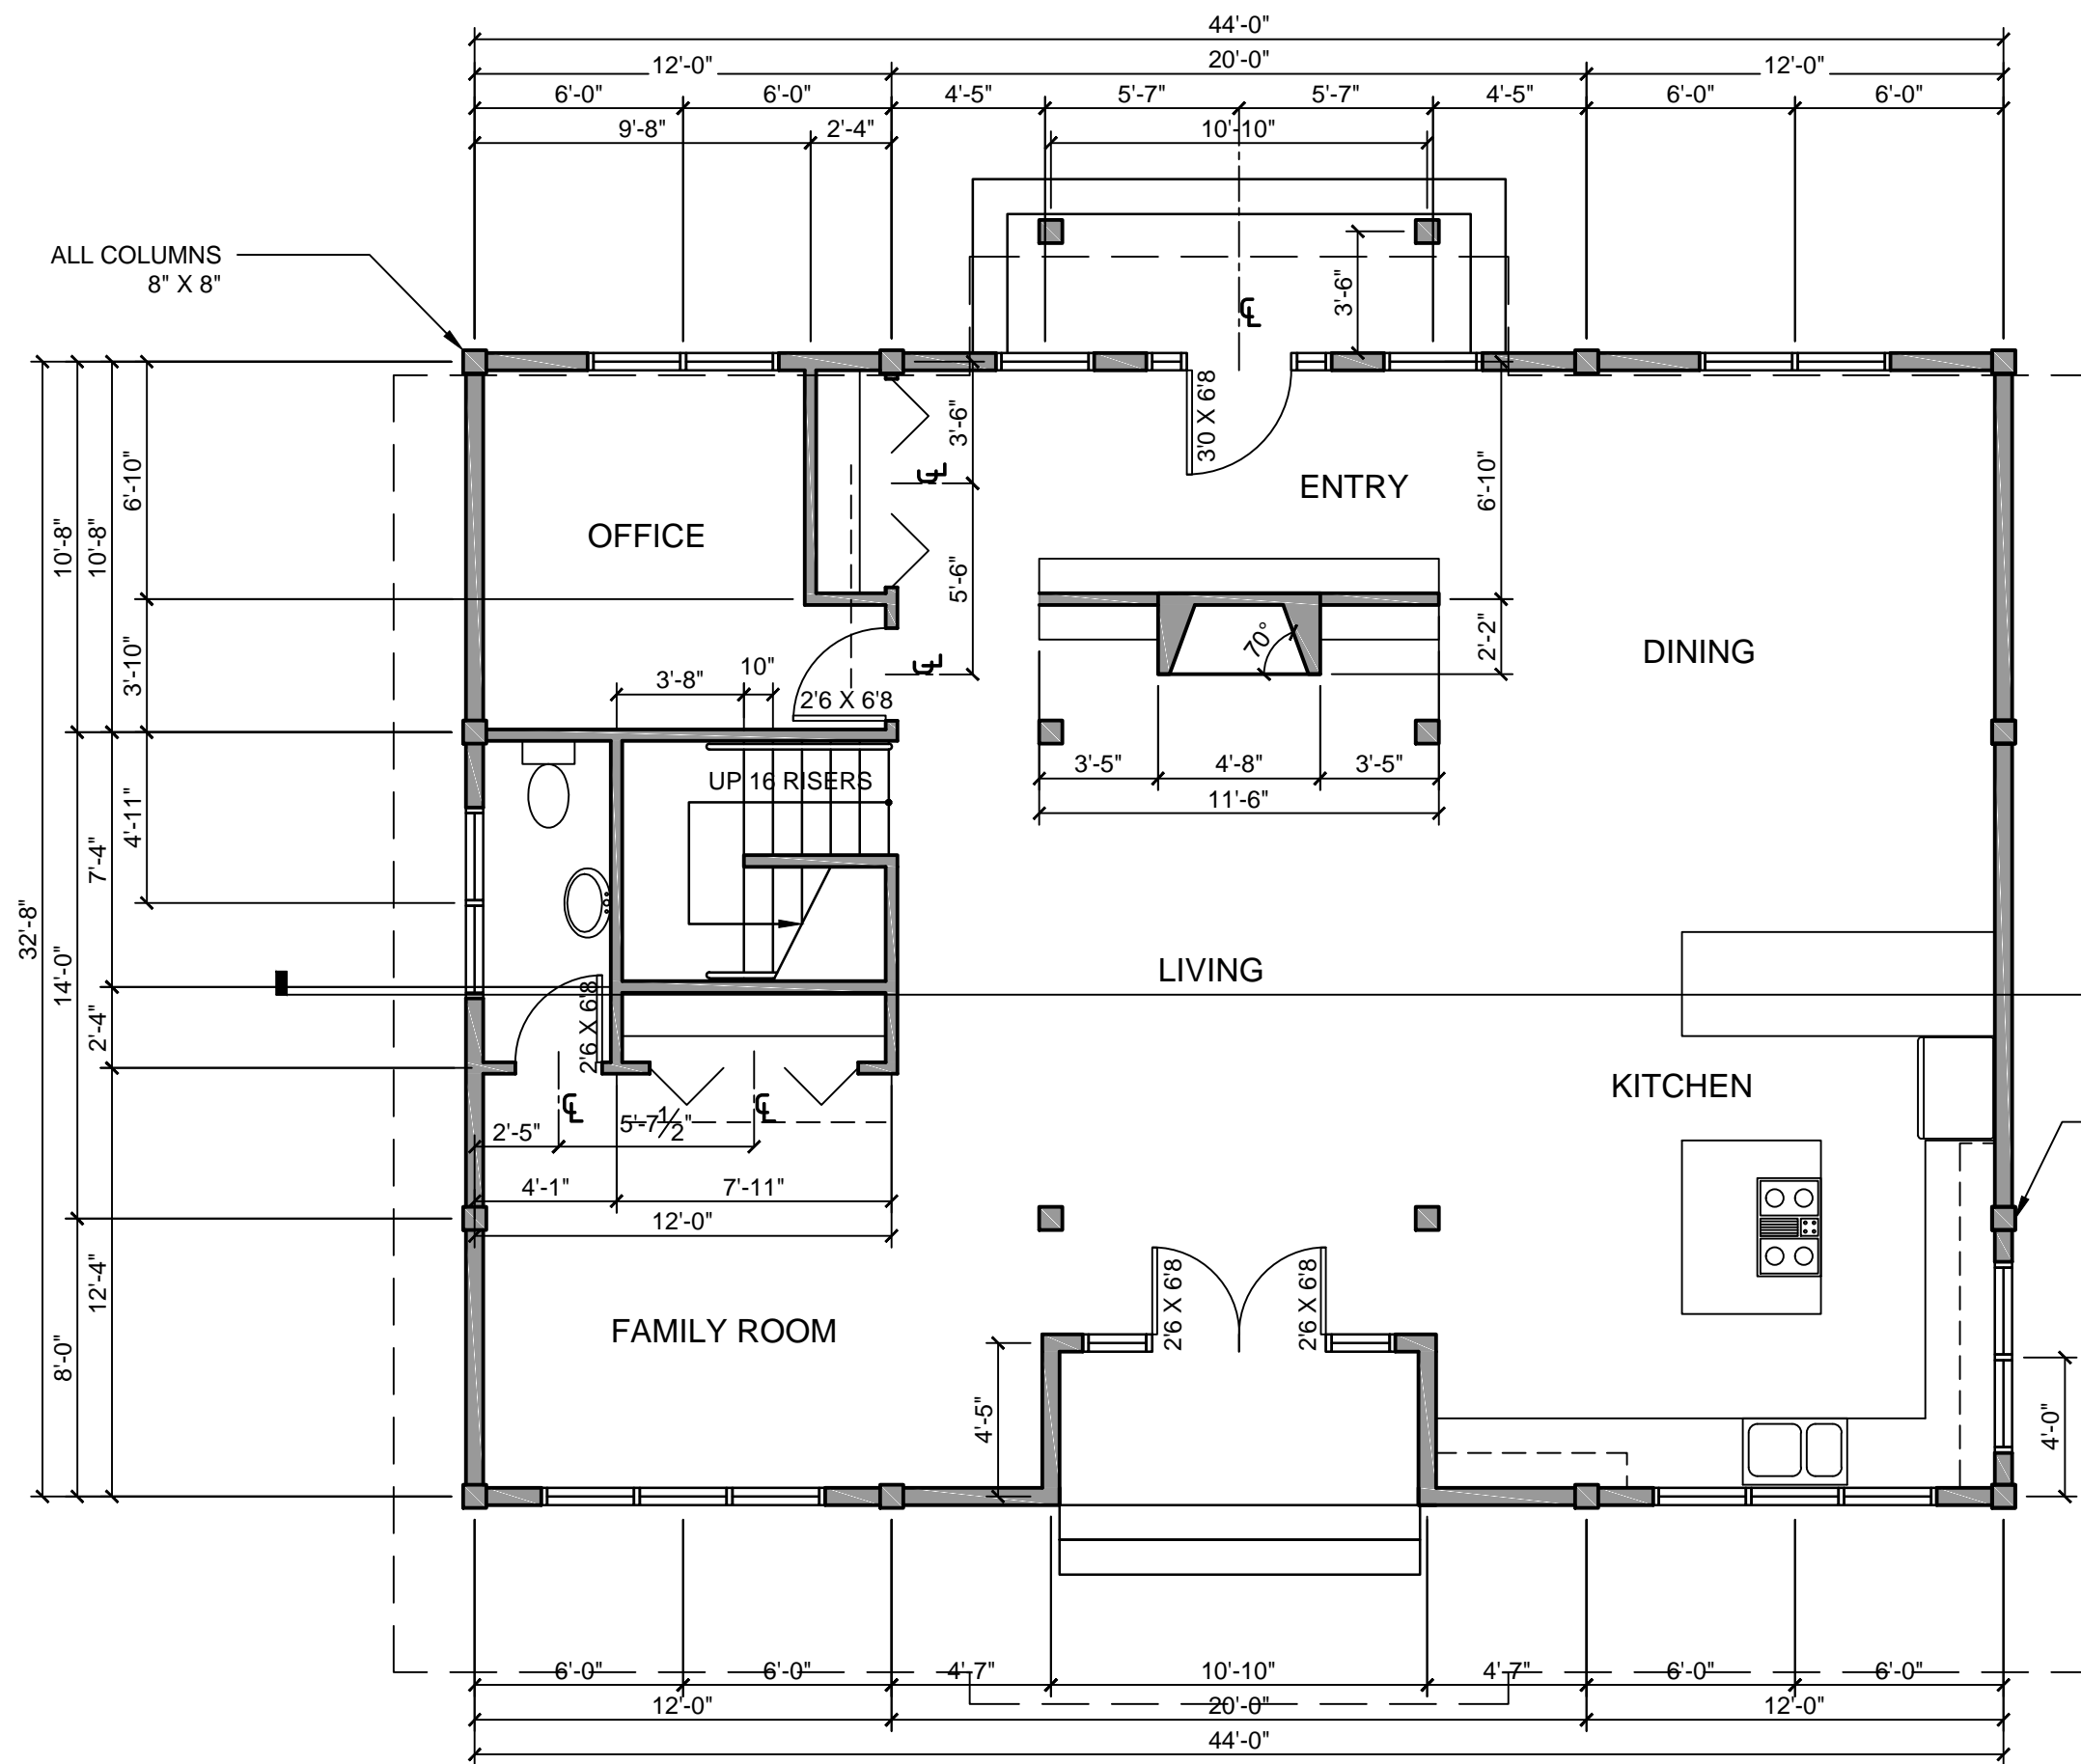 44'-0"
12'-0" 20'-0" 12'-0"
6'-0" 6'-0" 4'-5" 5'-7" 5'-7" 4'-5" 6'-0" 6'-0"
9'-8" 2'-4" 10'-10"
ALL COLUMNS
8" X 8"
3'-6"
3'0 X 6'8
3'-6"
6'-10"
ENTRY
6'-10"
OFFICE
10'-8"
10'-8"
5'-6"
70°
2'-2"
DINING
3'-10"
3'-8" 10"
2'6 X 6'8
UP 16 RISERS
3'-5" 4'-8" 3'-5"
11'-6"
4'-11"
7'-4"
32'-8"
14'-0"
LIVING
2'-4"
2'6 X 6'8
KITCHEN
2'-5" 5'-7 1/2"
4'-1" 7'-11"
12'-0"
12'-4"
2'6 X 6'8
2'6 X 6'8
FAMILY ROOM
8'-0"
4'-5"
4'-0"
6'-0" 6'-0" 4'-7" 10'-10" 4'-7" 6'-0" 6'-0"
12'-0" 20'-0" 12'-0"
44'-0"